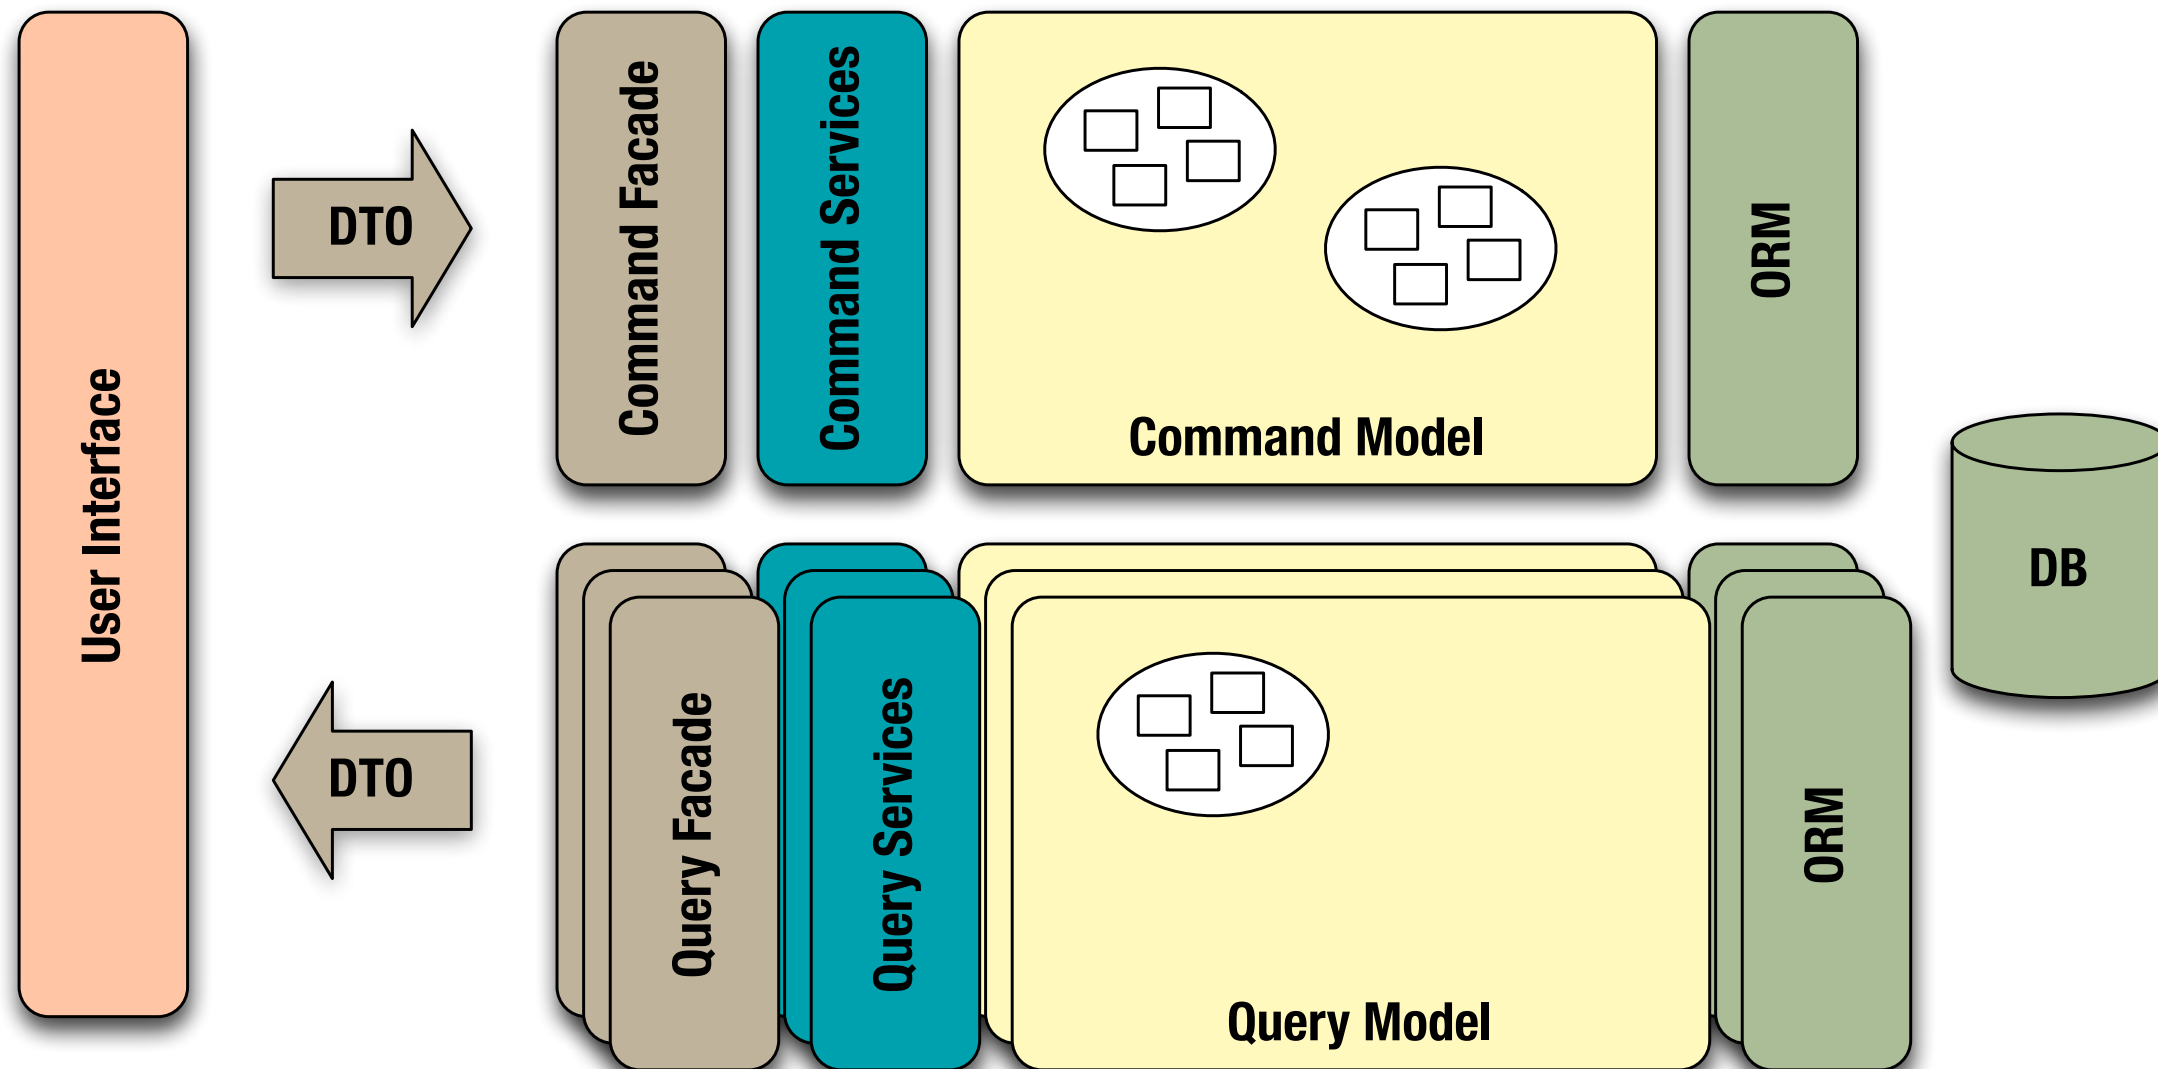 User Interface
DTO
Command Facade
Command Services
Command Model
ORM
DB
DTO
Query Facade
Query Services
Query Model
ORM